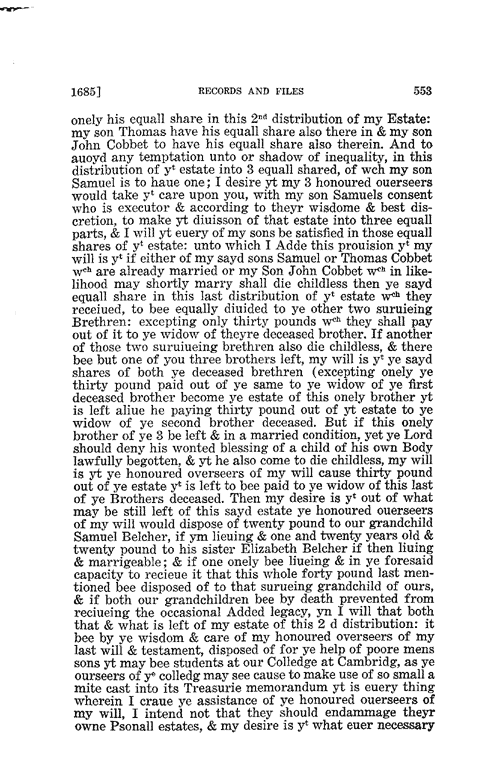 1685] RECORDS AND FILES 553
onely his equall share in this 2nd distribution of my Estate:
my son Thomas have his equall share also there in & my son
John Cobbet to have his equall share also therein. And to
auoyd any temptation unto or shadow of inequality, in this
distribution of yt estate into 3 equall shared, of wch my son
Samuel is to haue one; I desire yt my 3 honoured ouerseers
would take yt care upon you, with my son Samuels consent
who is executor & according to theyr wisdome & best dis-
cretion, to make yt diuisson of that estate into three equall
parts, & I will yt euery of my sons be satisfied in those equall
shares of yt estate: unto which I Adde this prouision yt my
will is yt if either of my sayd sons Samuel or Thomas Cobbet
wch are already married or my Son John Cobbet wch in like-
lihood may shortly marry shall die childless then ye sayd
equall share in this last distribution of yt estate wch they
receiued, to bee equally diuided to ye other two suruieing
Brethren: excepting only thirty pounds wch they shall pay
out of it to ye widow of theyre deceased brother. If another
of those two suruiueing brethren also die childless, & there
bee but one of you three brothers left, my will is yt ye sayd
shares of both ye deceased brethren (excepting onely ye
thirty pound paid out of ye same to ye widow of ye first
deceased brother become ye estate of this onely brother yt
is left aliue he paying thirty pound out of yt estate to ye
widow of ye second brother deceased. But if this onely
brother of ye 3 be left & in a married condition, yet ye Lord
should deny his wonted blessing of a child of his own Body
lawfully begotten, & yt he also come to die childless, my will
is yt ye honoured overseers of my will cause thirty pound
out of ye estate yt is left to bee paid to ye widow of this last
of ye Brothers deceased. Then my desire is yt out of what
may be still left of this sayd estate ye honoured ouerseers
of my will would dispose of twenty pound to our grandchild
Samuel Belcher, if ym lieuing & one and twenty years old &
twenty pound to his sister Elizabeth Belcher if then liuing
& marrigeable; & if one onely bee liueing & in ye foresaid
capacity to recieue it that this whole forty pound last men-
tioned bee disposed of to that surueing grandchild of ours,
& if both our grandchildren bee by death prevented from
reciueing the occasional Added legacy, yn I will that both
that & what is left of my estate of this 2 d distribution: it
bee by ye wisdom & care of my honoured overseers of my
last will & testament, disposed of for ye help of poore mens
sons yt may bee students at our Colledge at Cambridg, as ye
ourseers of ye colledg may see cause to make use of so small a
mite cast into its Treasurie memorandum yt is euery thing
wherein I craue ye assistance of ye honoured ouerseers of
my will, I intend not that they should endammage theyr
owne Psonall estates, & my desire is yt what euer necessary